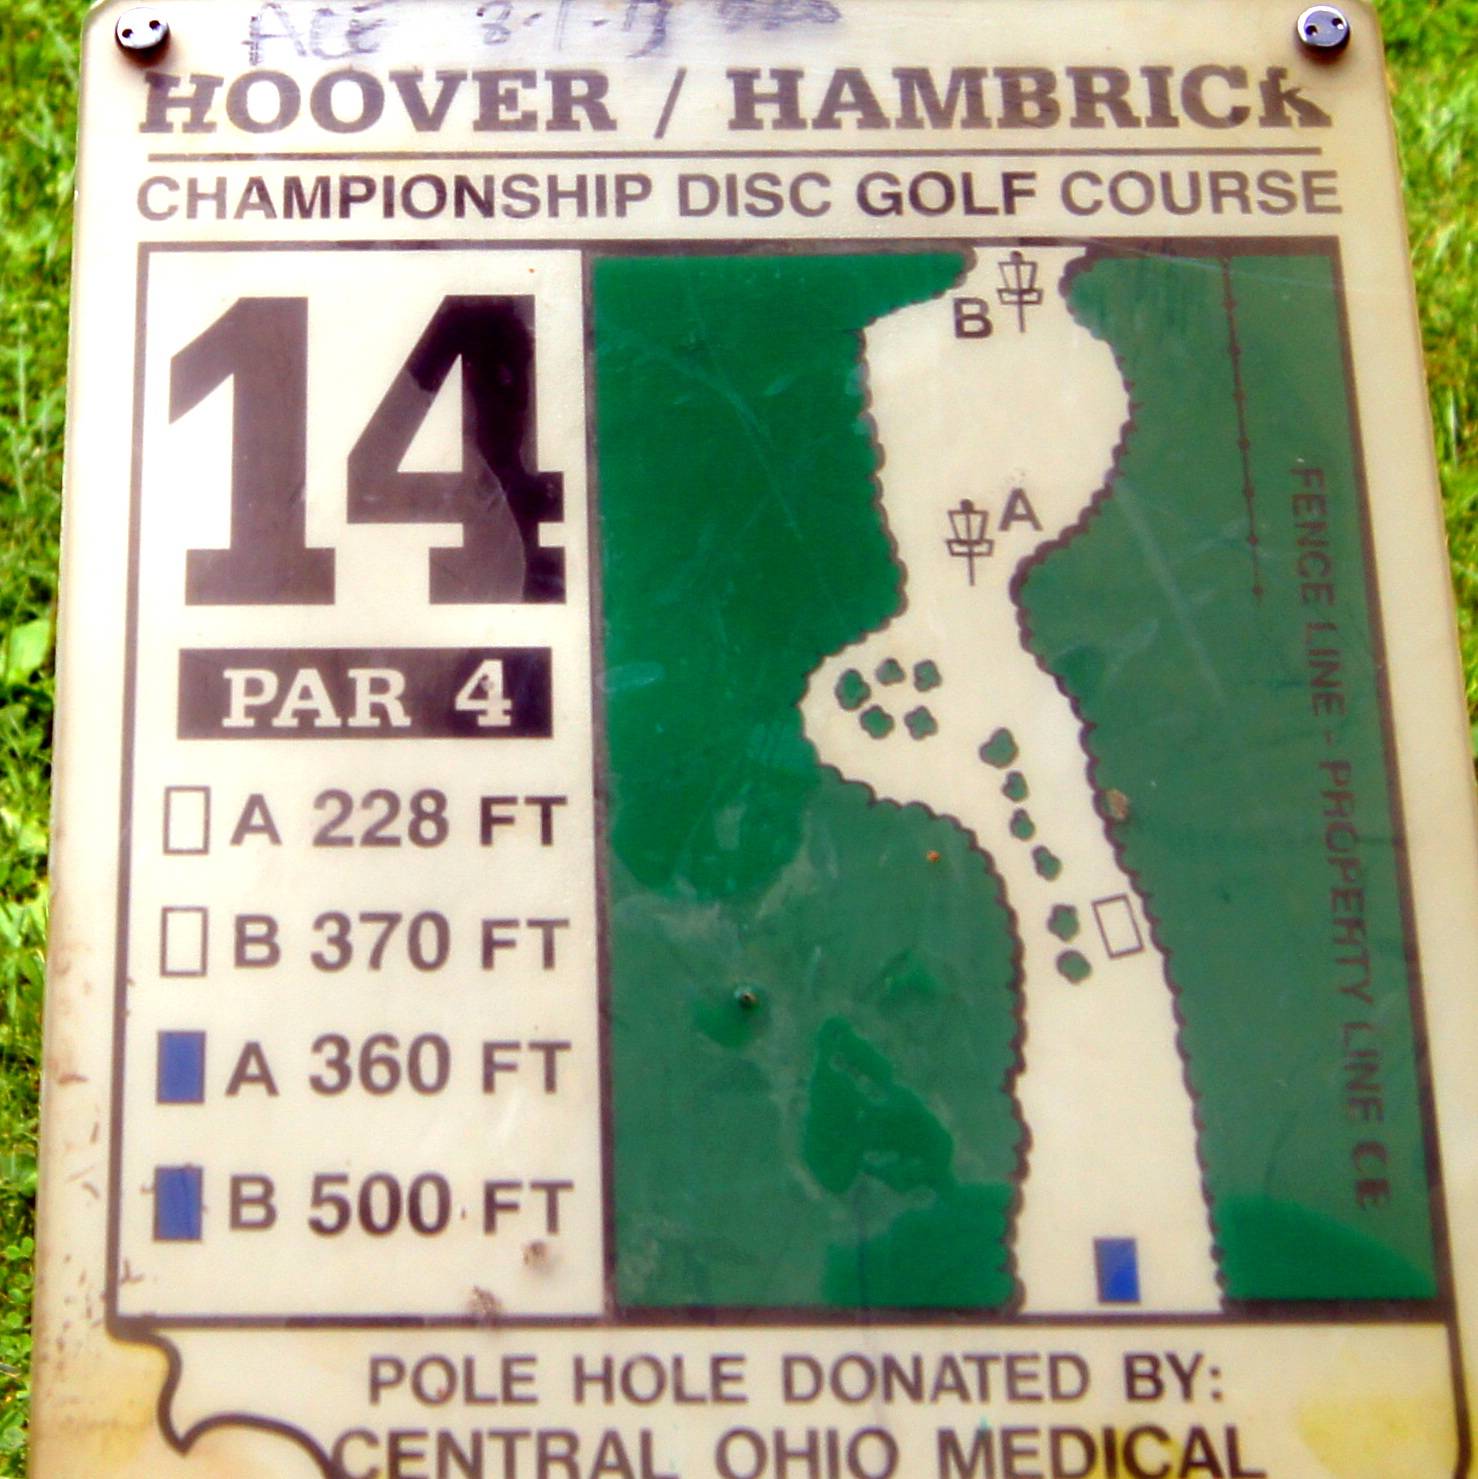 ACE
HOOVER / HAMBRICK
CHAMPIONSHIP DISC GOLF COURSE
14
PAR 4
A 228 FT
B 370 FT
A 360 FT
B 500 FT
B
A
FENCE LINE - PROPERTY LINE
POLE HOLE DONATED BY:
CENTRAL OHIO MEDICAL